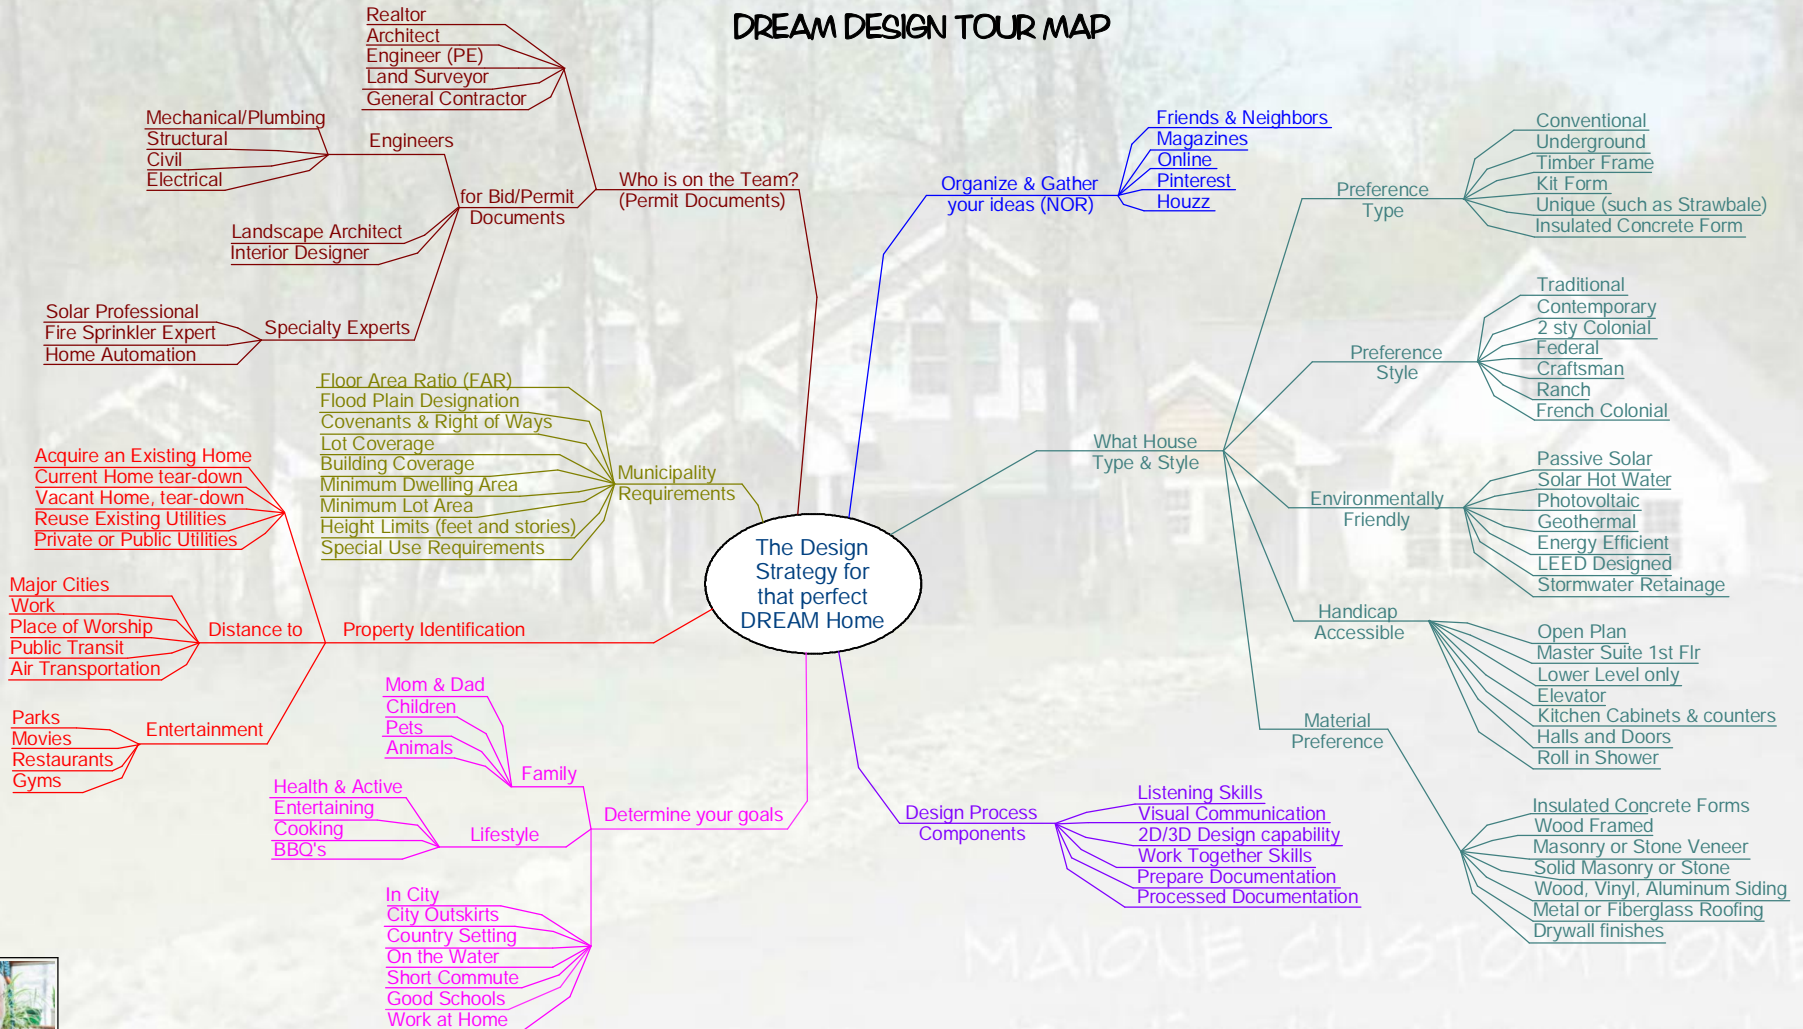 DREAM DESIGN TOUR MAP
Realtor
Architect
Engineer (PE)
Land Surveyor
General Contractor
Mechanical/Plumbing
Structural
Civil
Electrical
Engineers
for Bid/Permit
Documents
Who is on the Team?
(Permit Documents)
Landscape Architect
Interior Designer
Solar Professional
Fire Sprinkler Expert
Home Automation
Specialty Experts
Floor Area Ratio (FAR)
Flood Plain Designation
Covenants & Right of Ways
Lot Coverage
Building Coverage
Minimum Dwelling Area
Minimum Lot Area
Height Limits (feet and stories)
Special Use Requirements
Municipality
Requirements
Acquire an Existing Home
Current Home tear-down
Vacant Home, tear-down
Reuse Existing Utilities
Private or Public Utilities
Major Cities
Work
Place of Worship
Public Transit
Air Transportation
Distance to
Property Identification
Parks
Movies
Restaurants
Gyms
Entertainment
Mom & Dad
Children
Pets
Animals
Family
Health & Active
Entertaining
Cooking
BBQ's
Lifestyle
Determine your goals
In City
City Outskirts
Country Setting
On the Water
Short Commute
Good Schools
Work at Home
The Design
Strategy for
that perfect
DREAM Home
Organize & Gather
your ideas (NOR)
Friends & Neighbors
Magazines
Online
Pinterest
Houzz
What House
Type & Style
Preference
Type
Conventional
Underground
Timber Frame
Kit Form
Unique (such as Strawbale)
Insulated Concrete Form
Preference
Style
Traditional
Contemporary
2 sty Colonial
Federal
Craftsman
Ranch
French Colonial
Environmentally
Friendly
Passive Solar
Solar Hot Water
Photovoltaic
Geothermal
Energy Efficient
LEED Designed
Stormwater Retainage
Handicap
Accessible
Open Plan
Master Suite 1st Flr
Lower Level only
Elevator
Kitchen Cabinets & counters
Halls and Doors
Roll in Shower
Material
Preference
Insulated Concrete Forms
Wood Framed
Masonry or Stone Veneer
Solid Masonry or Stone
Wood, Vinyl, Aluminum Siding
Metal or Fiberglass Roofing
Drywall finishes
Design Process
Components
Listening Skills
Visual Communication
2D/3D Design capability
Work Together Skills
Prepare Documentation
Processed Documentation
CUSTOM HOME